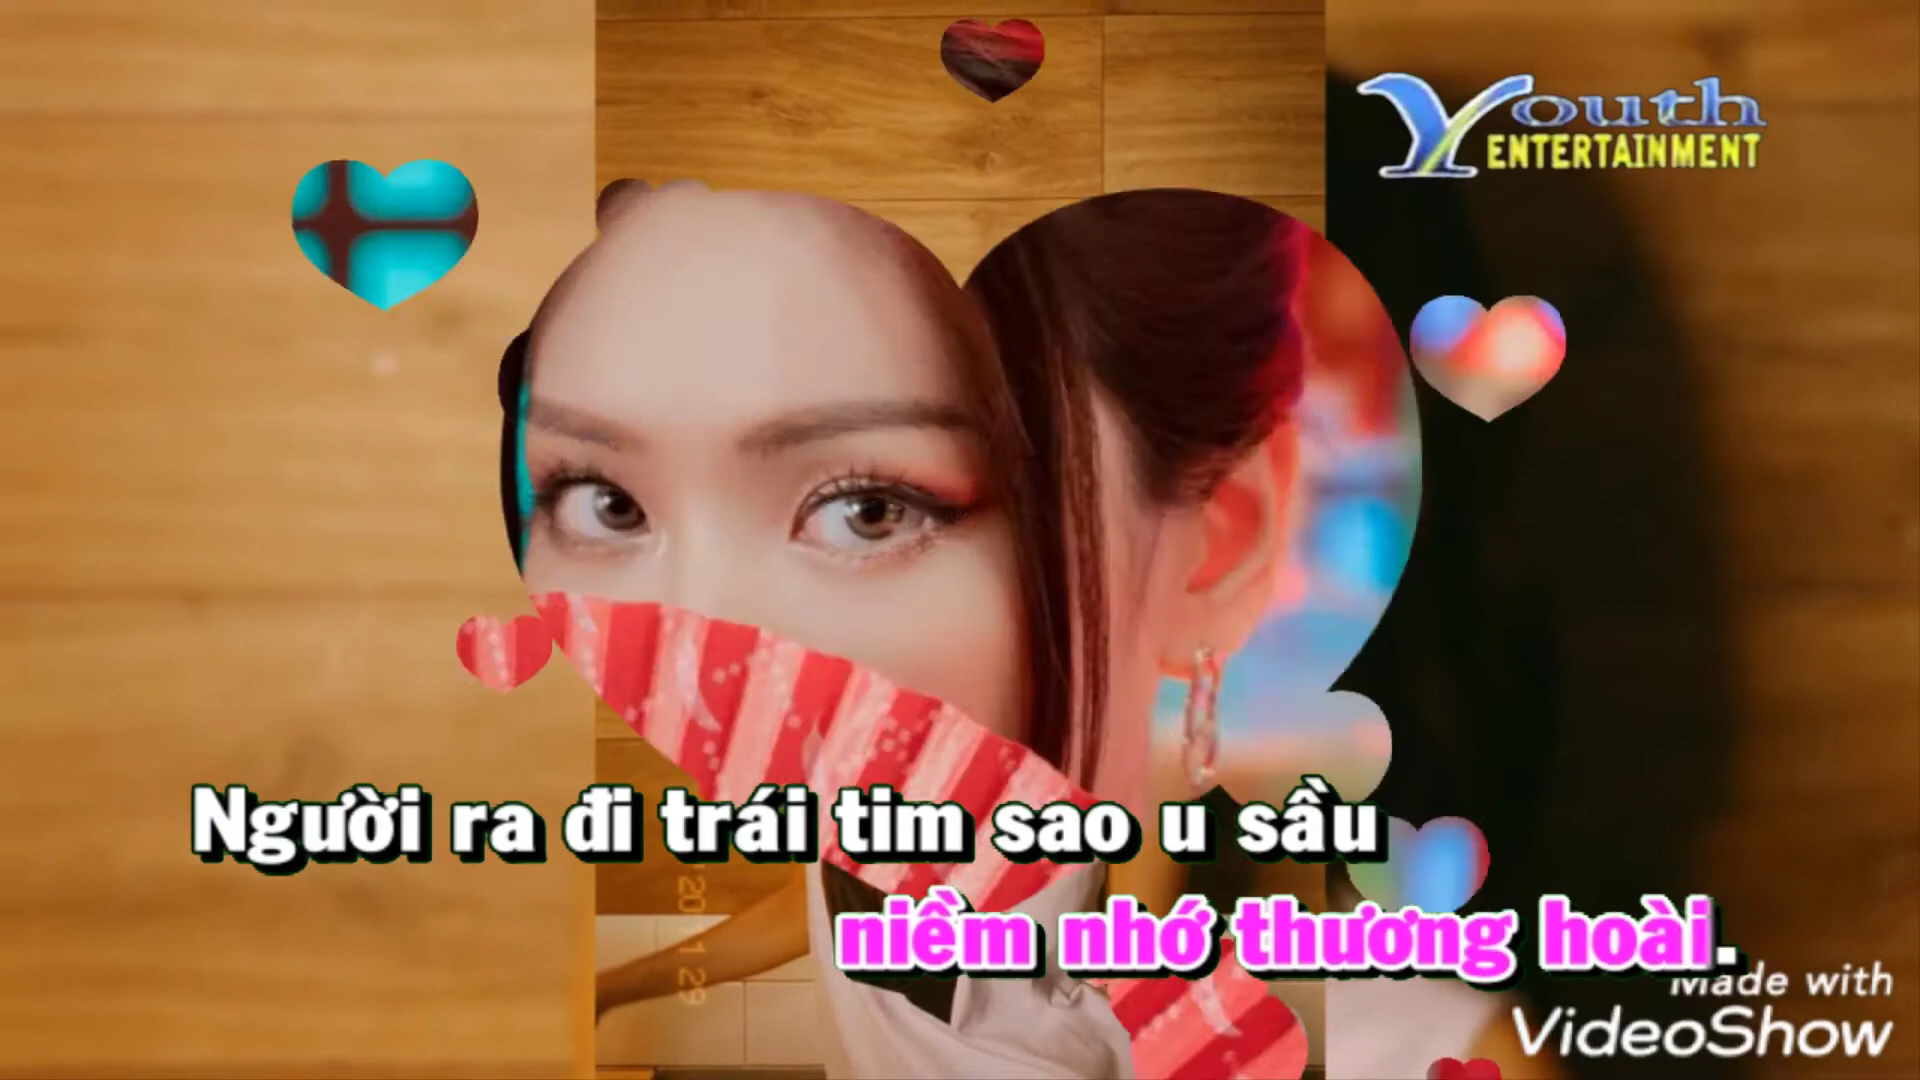 Youth
ENTERTAINMENT
Người ra đi trái tim sao u sầu
niềm nhớ thương hoài.
Made with
VideoShow